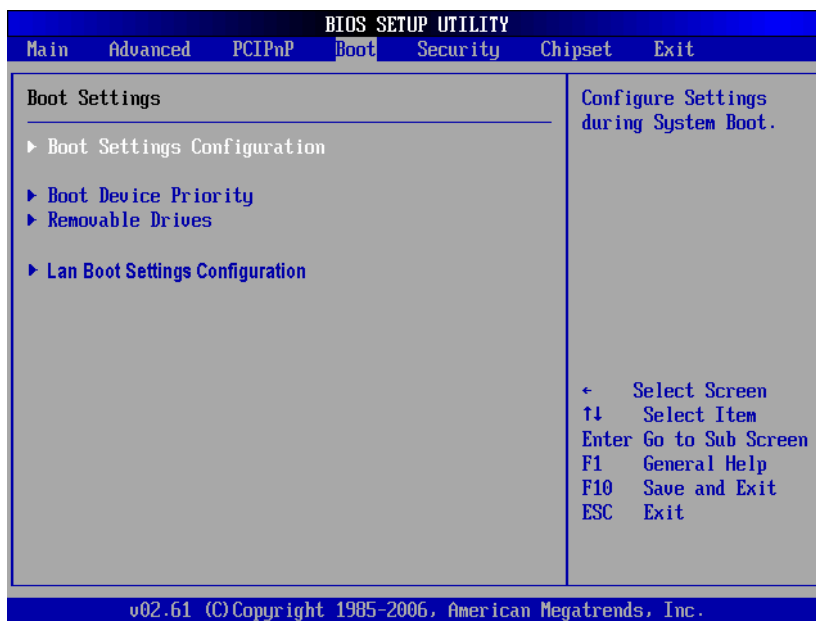 BIOS SETUP UTILITY
Main Advanced PCIPnP Boot Security Chipset Exit
Boot Settings
▶ Boot Settings Configuration
▶ Boot Device Priority
▶ Removable Drives
▶ Lan Boot Settings Configuration
Configure Settings
during System Boot.
← Select Screen
↑↓ Select Item
Enter Go to Sub Screen
F1 General Help
F10 Save and Exit
ESC Exit
v02.61 (C)Copyright 1985-2006, American Megatrends, Inc.